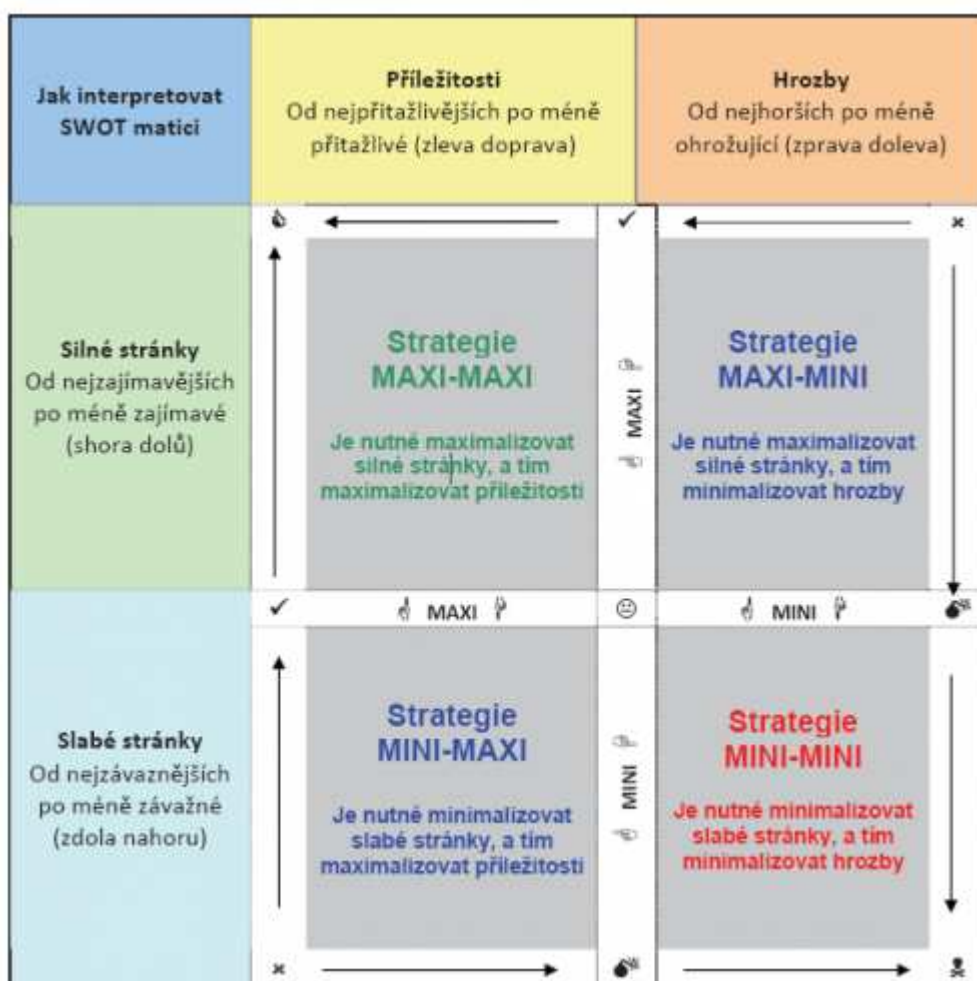 Jak interpretovat
SWOT matici
Příležitosti
Od nejpřitažlivějších po méně
přitažlivé (zleva doprava)
Hrozby
Od nejhorších po méně
ohrožující (zprava doleva)
Silné stránky
Od nejzajímavějších
po méně zajímavé
(shora dolů)
Strategie
MAXI-MAXI
Je nutné maximalizovat
silné stránky, a tím
maximalizovat příležitosti
MAXI
Strategie
MAXI-MINI
Je nutné maximalizovat
silné stránky, a tím
minimalizovat hrozby
MAXI
MINI
Slabé stránky
Od nejzávaznějších
po méně závažné
(zdola nahoru)
Strategie
MINI-MAXI
Je nutné minimalizovat
slabé stránky, a tím
maximalizovat příležitosti
MINI
Strategie
MINI-MINI
Je nutné minimalizovat
slabé stránky, a tím
minimalizovat hrozby